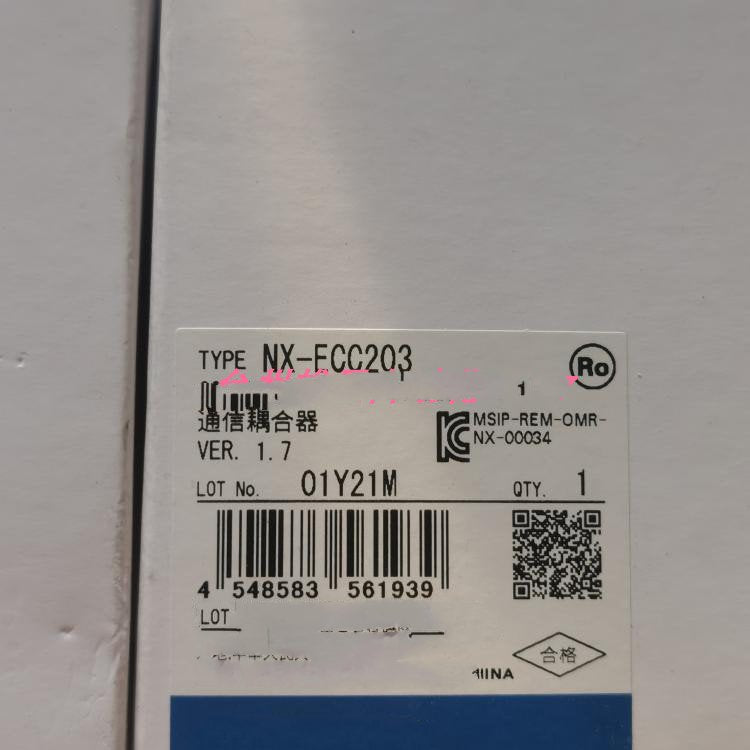 TYPE NX-ECC203
Ro
1
通信耦合器
MSIP-REM-OMR-
NX-00034
VER. 1.7
LOT No. 01Y21M
QTY. 1
4 548583 561939
LOT
合格